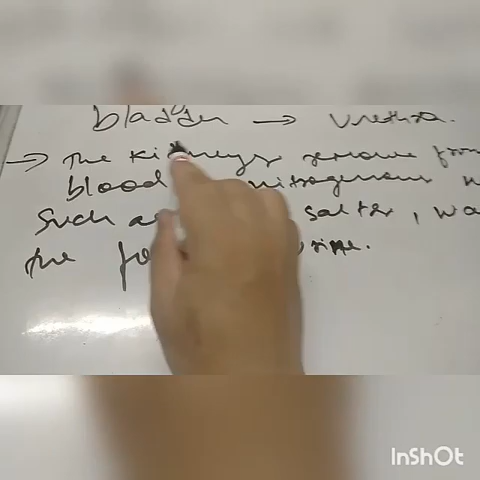 bladder → Urethra.
→ The Kidneys remove from
blood nitrogenous
Such as salts, wa
the urine.
InShOt